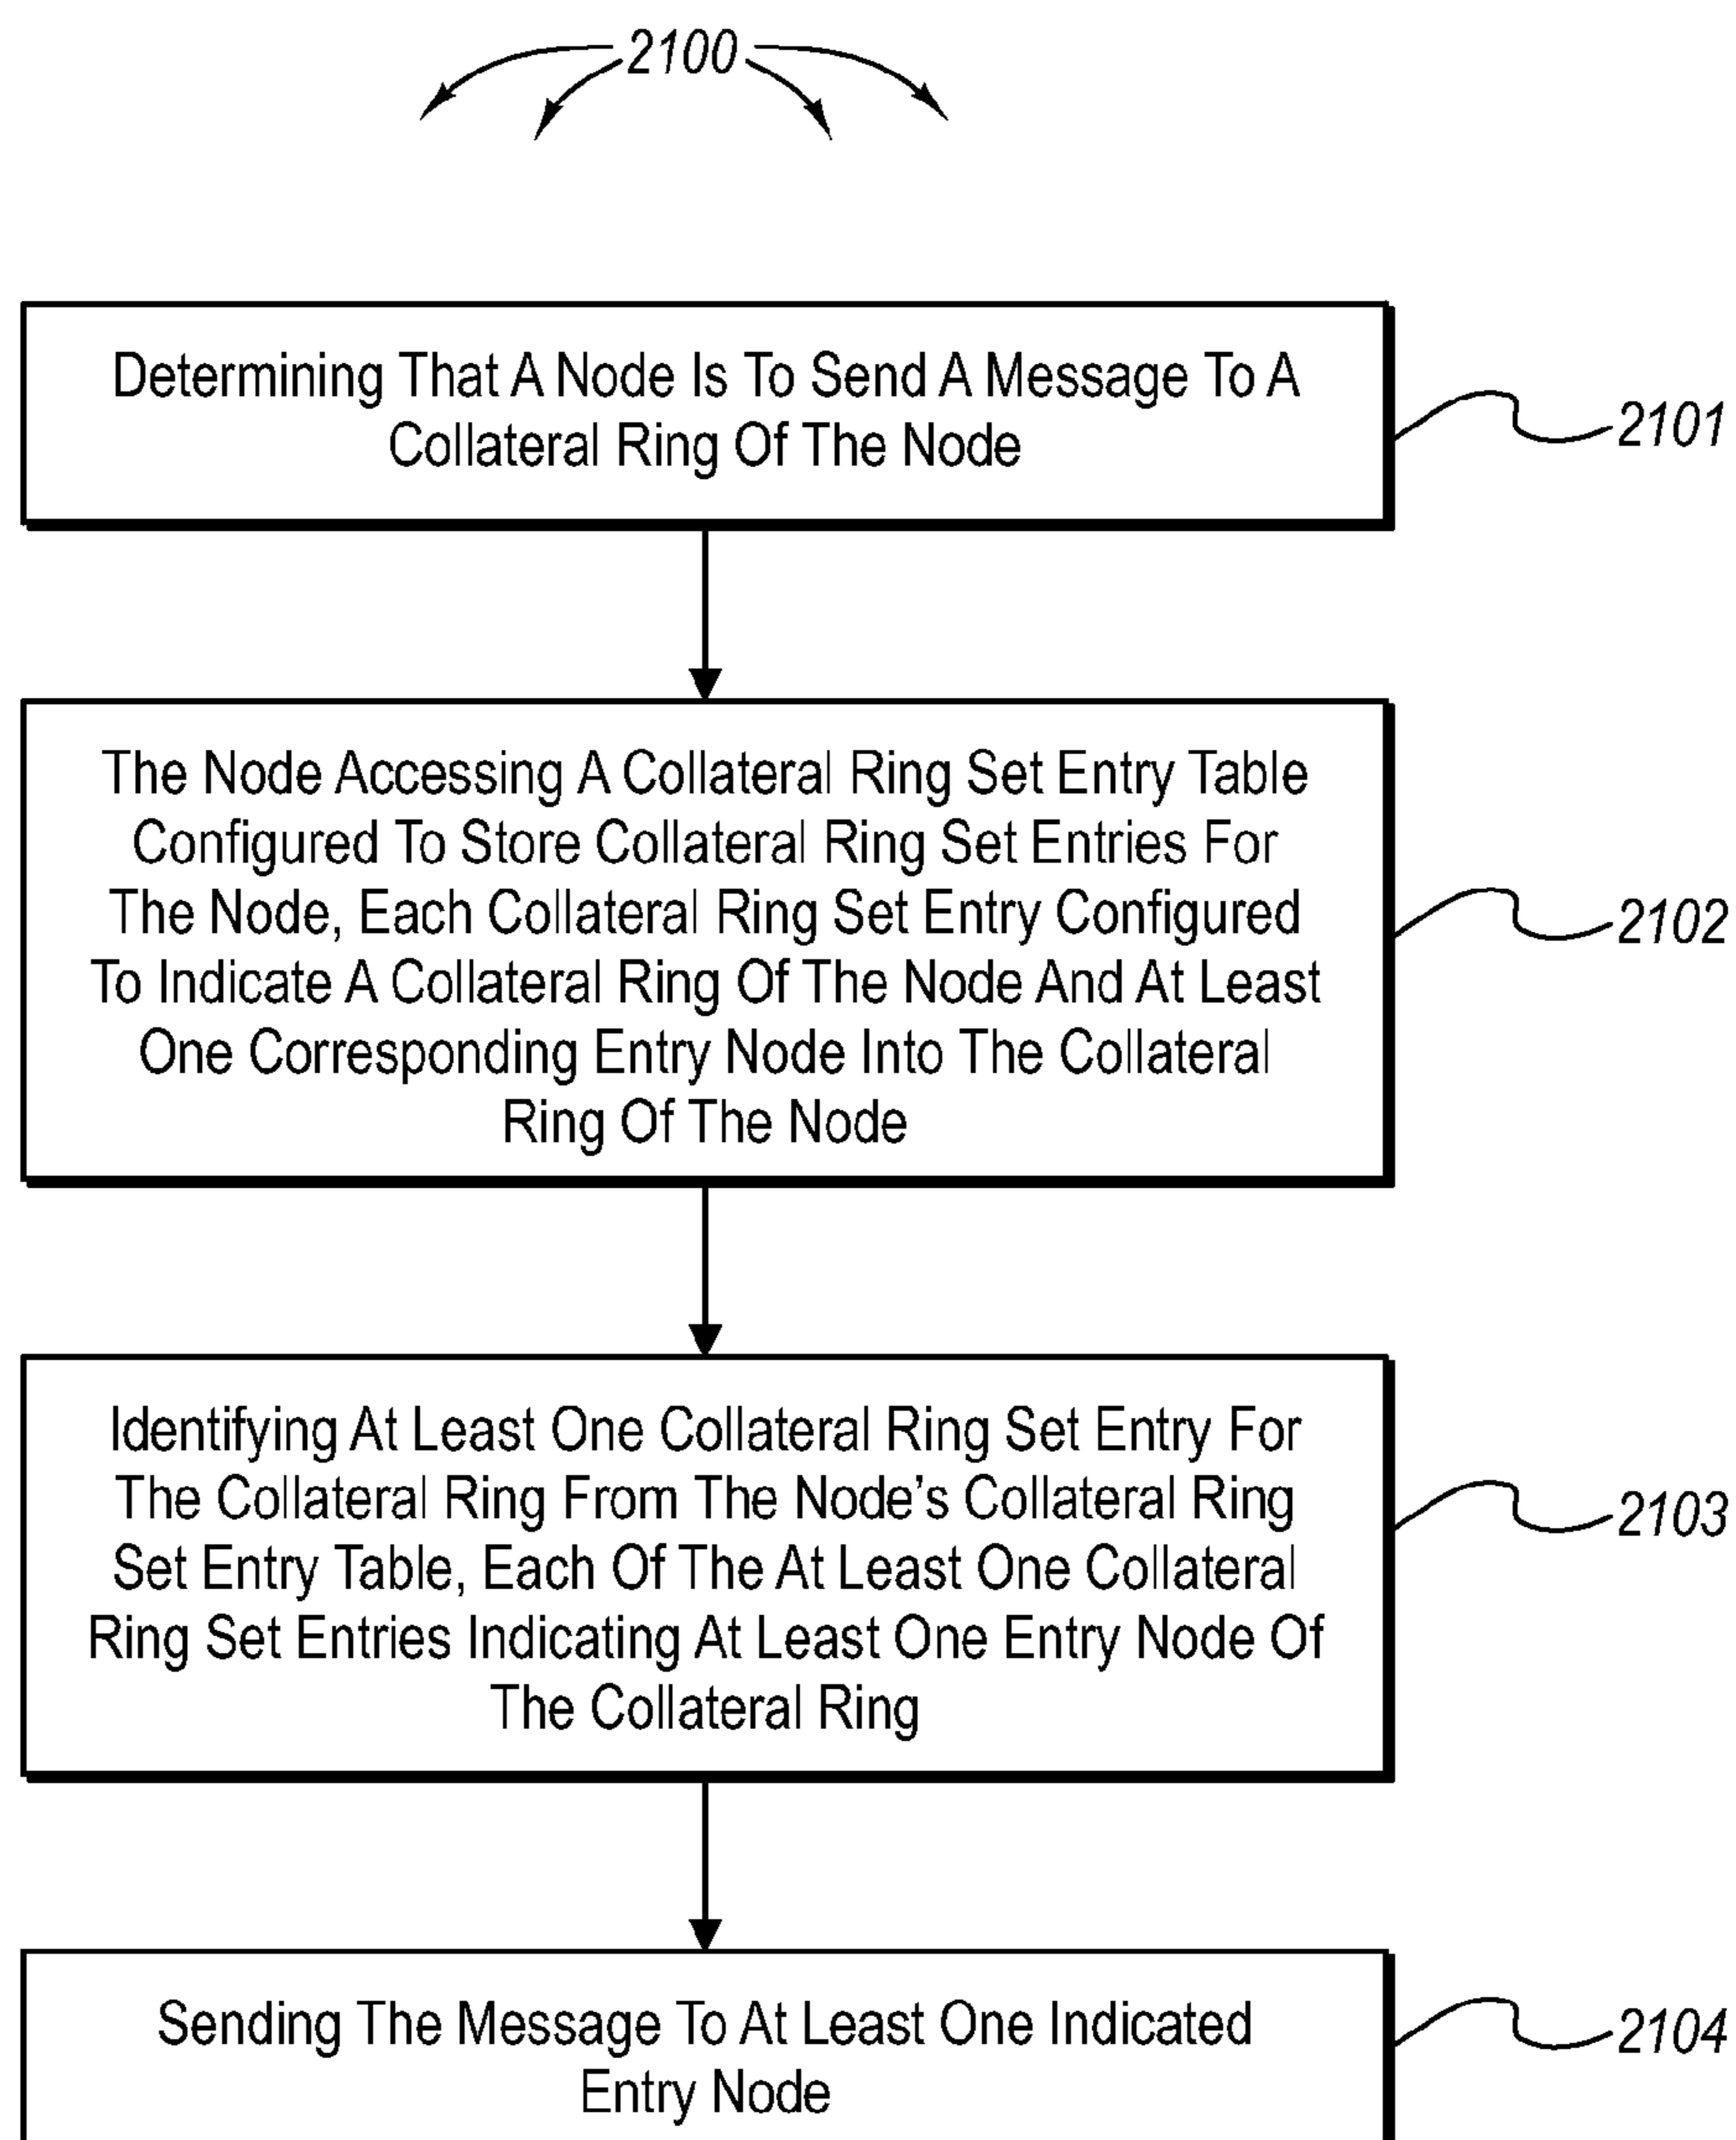 2100
Determining That A Node Is To Send A Message To A
Collateral Ring Of The Node
2101
The Node Accessing A Collateral Ring Set Entry Table
Configured To Store Collateral Ring Set Entries For
The Node, Each Collateral Ring Set Entry Configured
To Indicate A Collateral Ring Of The Node And At Least
One Corresponding Entry Node Into The Collateral
Ring Of The Node
2102
Identifying At Least One Collateral Ring Set Entry For
The Collateral Ring From The Node's Collateral Ring
Set Entry Table, Each Of The At Least One Collateral
Ring Set Entries Indicating At Least One Entry Node Of
The Collateral Ring
2103
Sending The Message To At Least One Indicated
Entry Node
2104